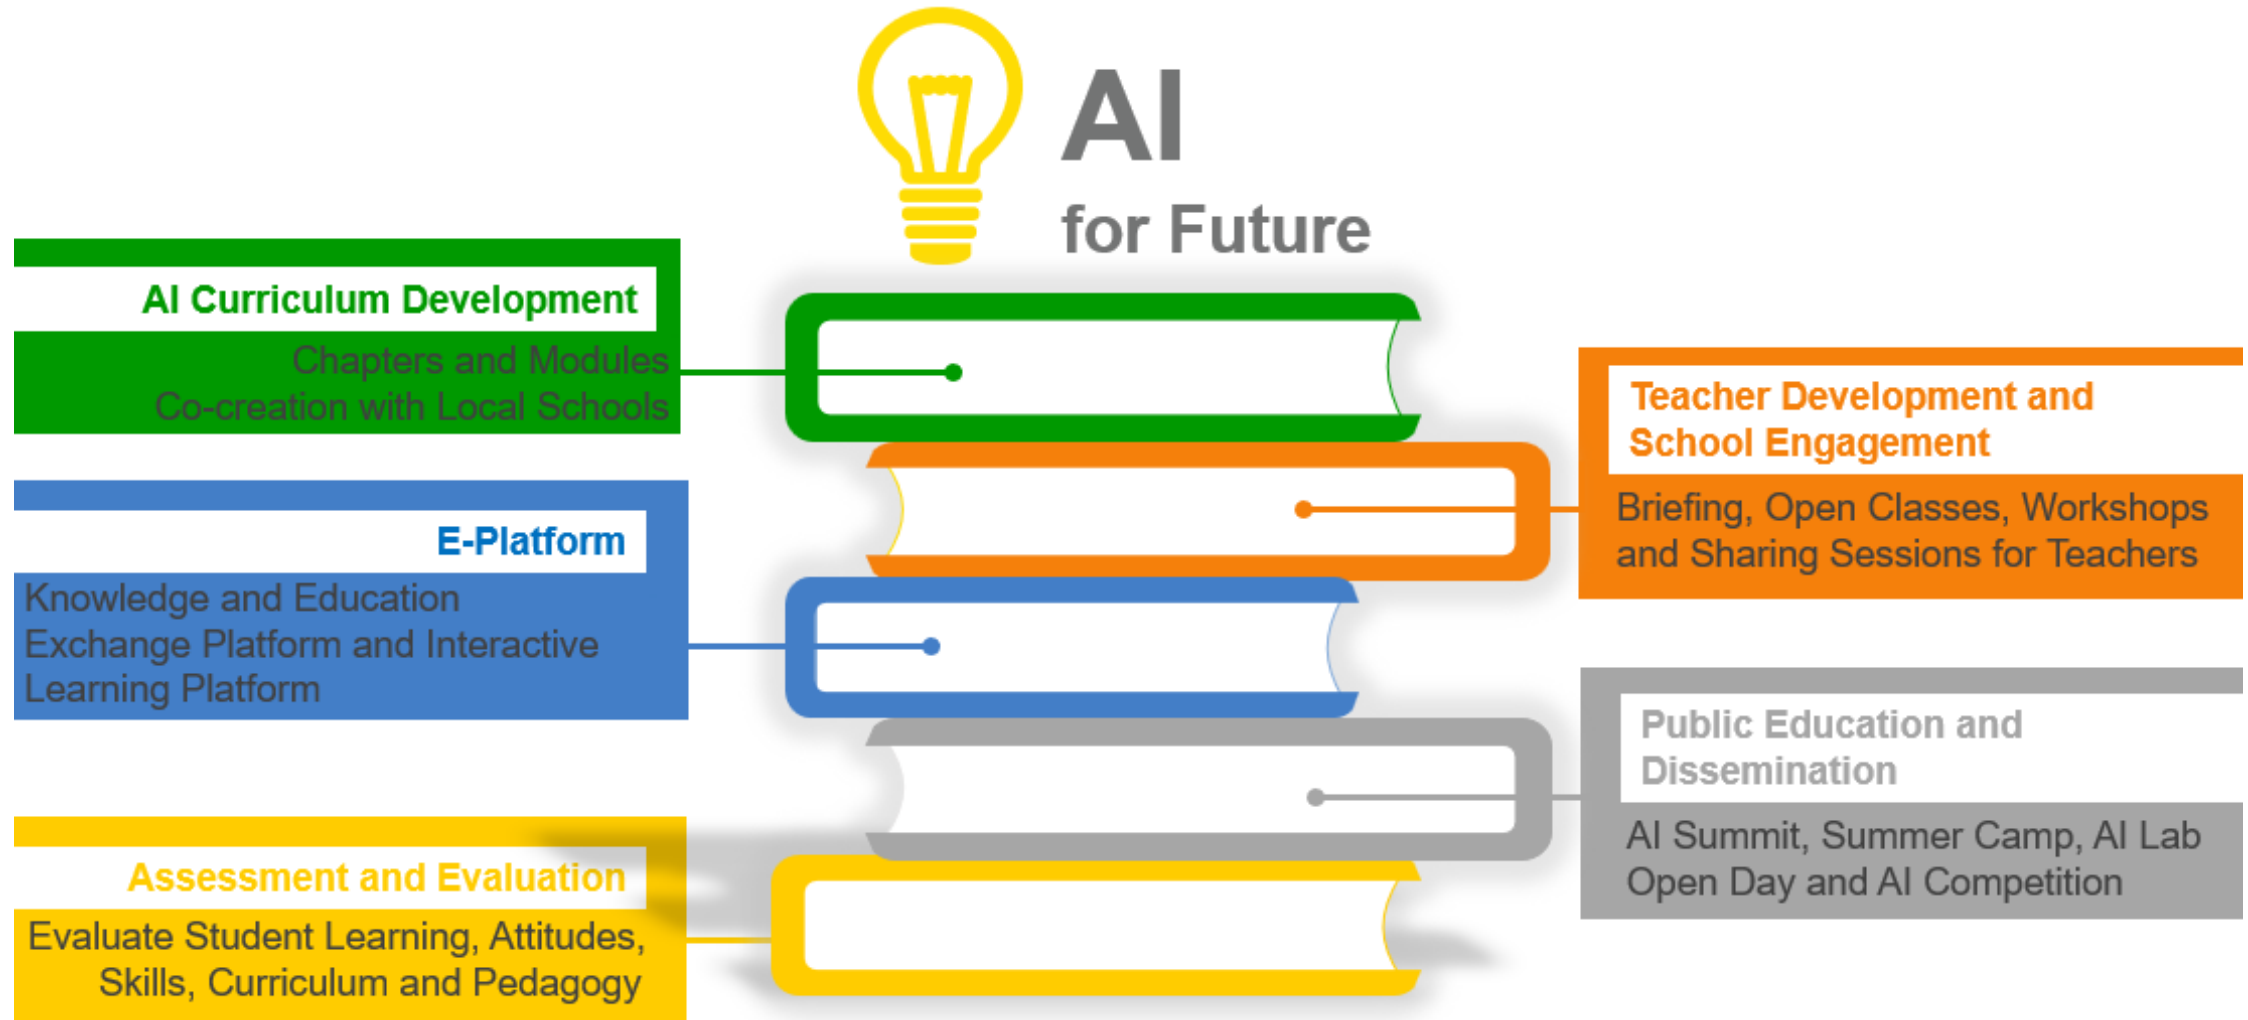 AI
for Future
AI Curriculum Development
Chapters and Modules
Co-creation with Local Schools
Teacher Development and
School Engagement
Briefing, Open Classes, Workshops
and Sharing Sessions for Teachers
E-Platform
Knowledge and Education
Exchange Platform and Interactive
Learning Platform
Public Education and
Dissemination
AI Summit, Summer Camp, AI Lab
Open Day and AI Competition
Assessment and Evaluation
Evaluate Student Learning, Attitudes,
Skills, Curriculum and Pedagogy